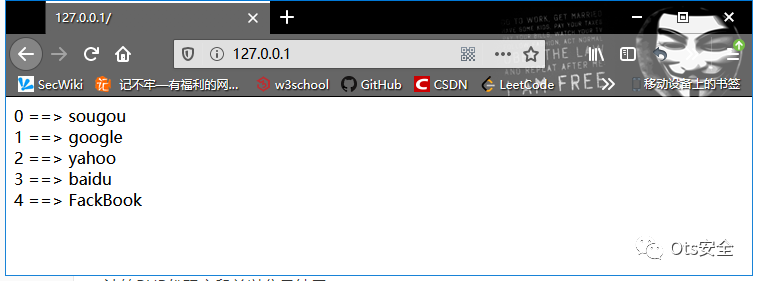 127.0.0.1/
127.0.0.1
SecWiki 记不牢—有福利的网... w3school GitHub CSDN LeetCode 移动设备上的书签
0 ==> sougou
1 ==> google
2 ==> yahoo
3 ==> baidu
4 ==> FackBook
Ots安全